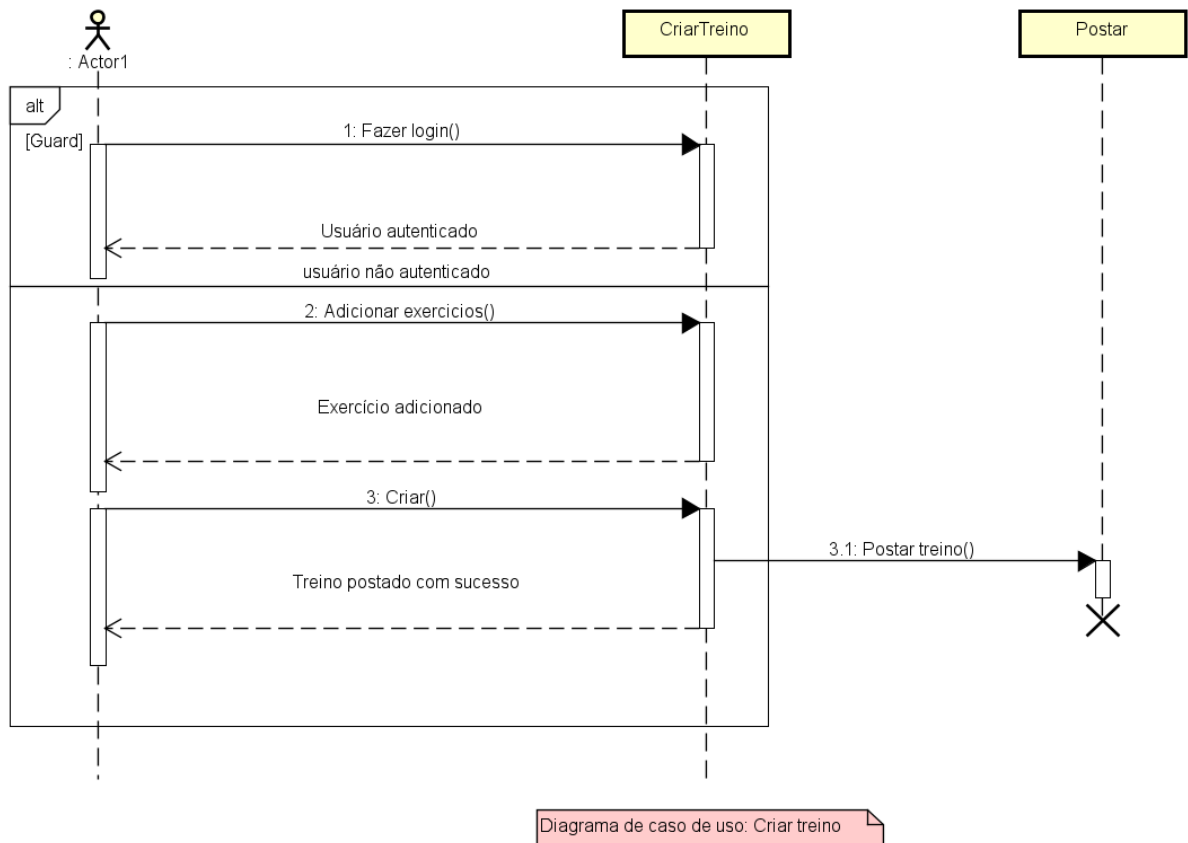 : Actor1
CriarTreino
Postar
alt
[Guard]
1: Fazer login()
Usuário autenticado
usuário não autenticado
2: Adicionar exercicios()
Exercício adicionado
3: Criar()
3.1: Postar treino()
Treino postado com sucesso
Diagrama de caso de uso: Criar treino